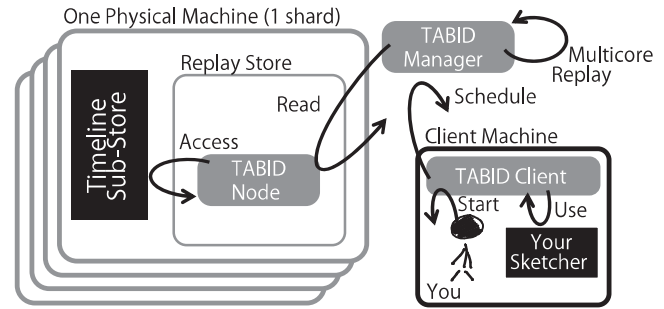 One Physical Machine (1 shard)
TABID
Manager
Multicore
Replay
Replay Store
Read
Schedule
Timeline
Sub-Store
Access
TABID
Node
Client Machine
TABID Client
Start
Use
Your
Sketcher
You